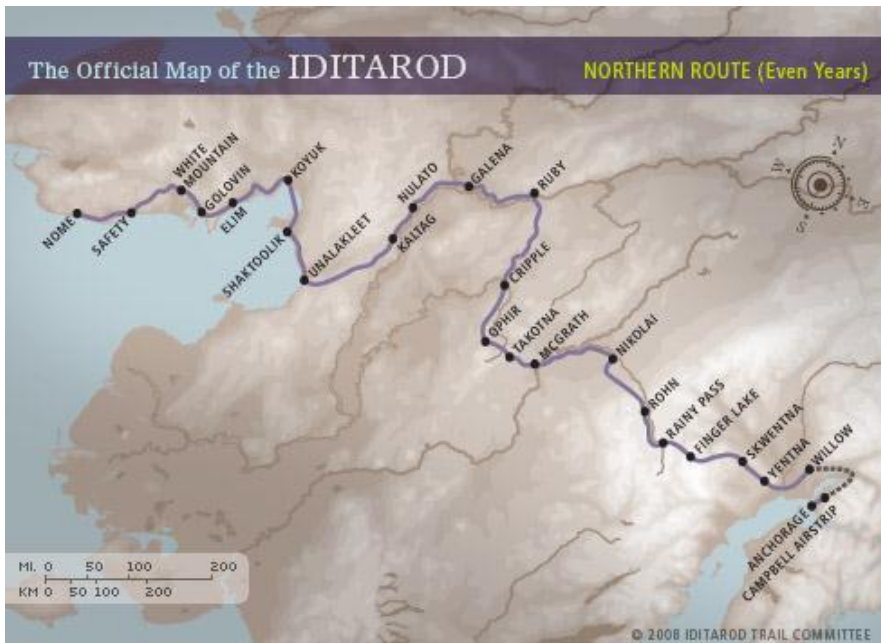 The Official Map of the IDITAROD
NORTHERN ROUTE (Even Years)
N
W
E
S
NOME
SAFETY
WHITE
MOUNTAIN
GOLOVIN
ELIM
KOYUK
SHAKTOOLIK
UNALAKLEET
KALTAG
NULATO
GALENA
RUBY
CRIPPLE
OPHIR
TAKOTNA
MCGRATH
NIKOLAI
ROHN
RAINY PASS
FINGER LAKE
SKWENTNA
YENTNA
WILLOW
ANCHORAGE
CAMPBELL AIRSTRIP
MI. 0 50 100 200
KM 0 50 100 200
© 2008 IDITAROD TRAIL COMMITTEE